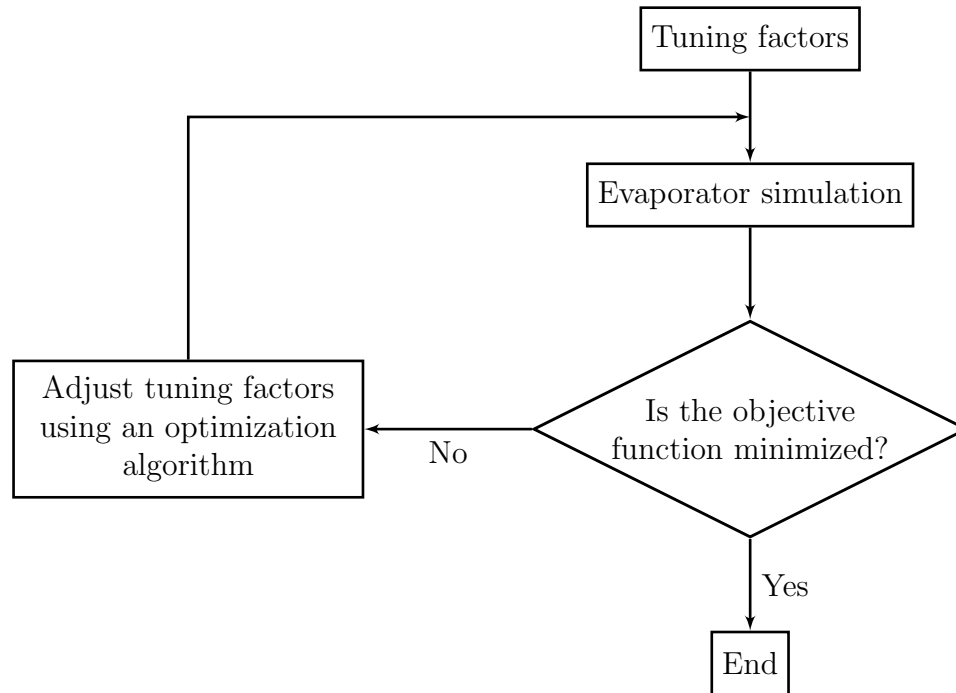 Tuning factors
Evaporator simulation
Is the objective
function minimized?
No
Adjust tuning factors
using an optimization
algorithm
Yes
End